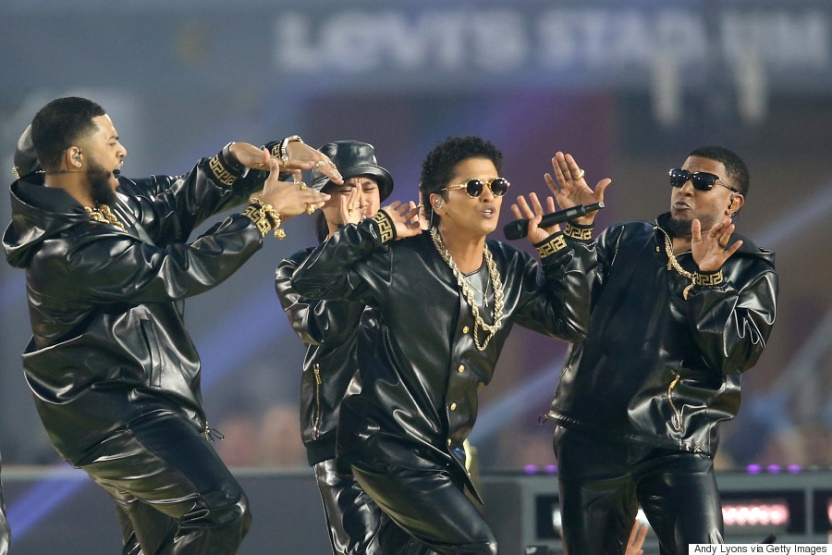 LEVI'S STADIUM
Andy Lyons via Getty Images